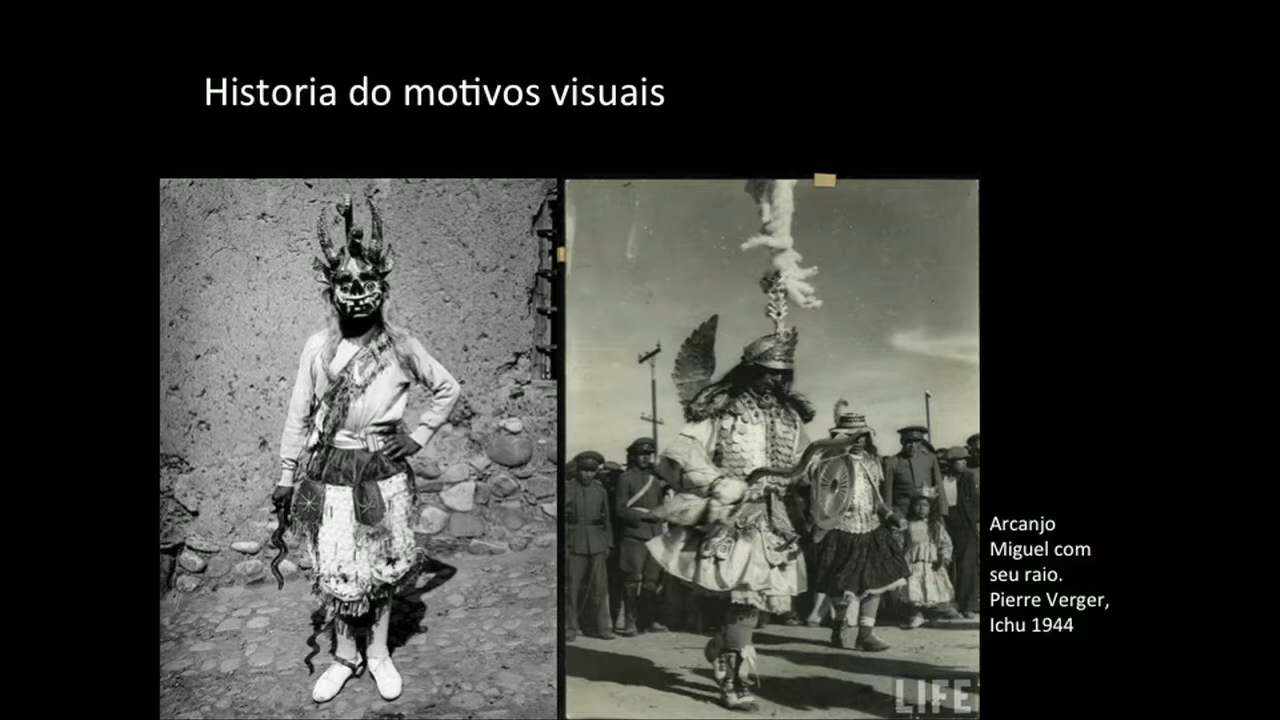 Historia do motivos visuais
Arcanjo
Miguel com
seu raio.
Pierre Verger,
Ichu 1944
LIFE